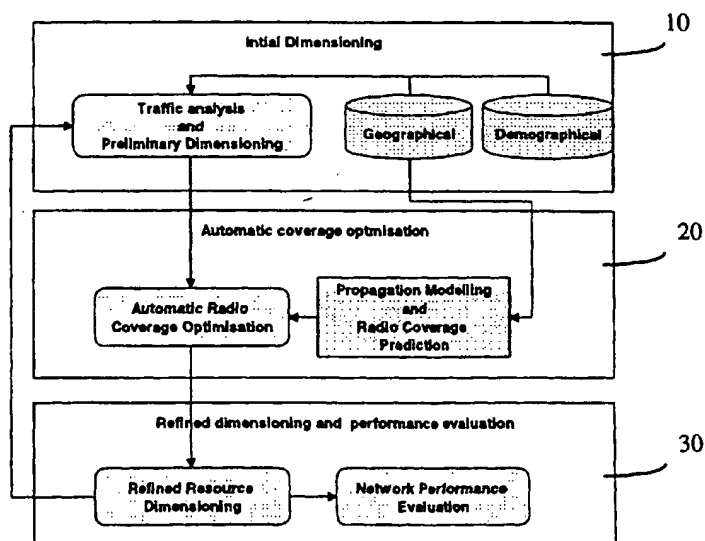 10
Intial Dimensioning
Traffic analysis
and
Preliminary Dimensioning
Geographical
Demographical
20
Automatic coverage optmisation
Automatic Radio
Coverage Optimisation
Propagation Modelling
and
Radio Coverage
Prediction
30
Refined dimensioning and performance evaluation
Refined Resource
Dimensioning
Network Performance
Evaluation